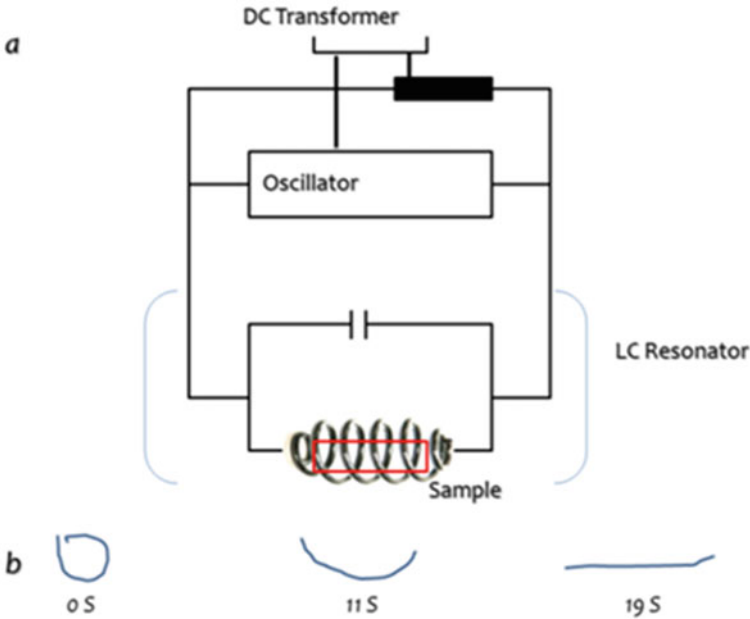 DC Transformer
a
Oscillator
LC Resonator
Sample
b
0 S
11 S
19 S